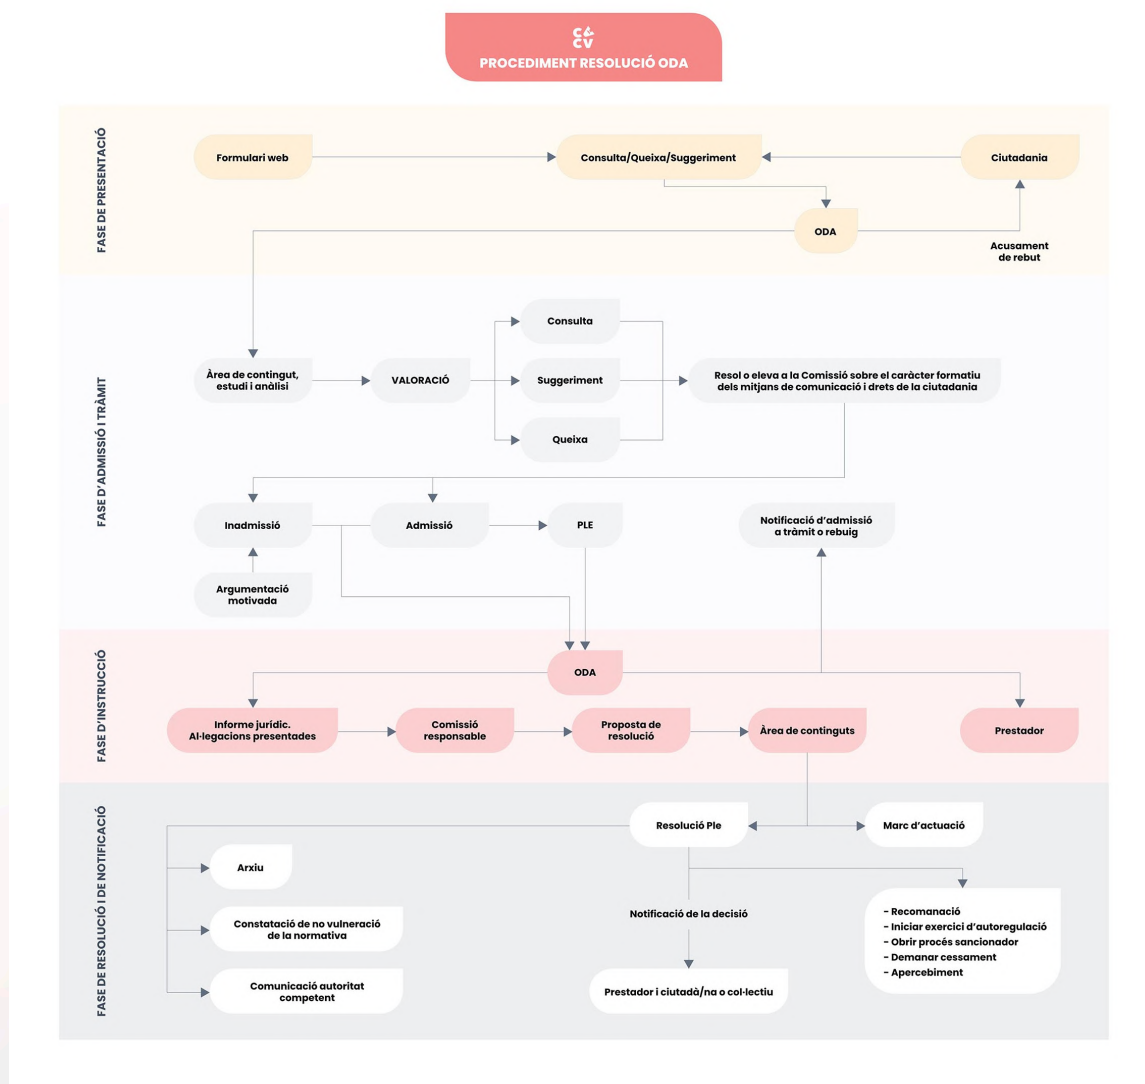 CA
CV
PROCEDIMENT RESOLUCIÓ ODA
FASE DE PRESENTACIÓ
Formulari web
Consulta/Queixa/Suggeriment
Ciutadania
ODA
Acusament
de rebut
FASE D'ADMISSIÓ I TRÀMIT
Consulta
Àrea de contingut,
estudi i anàlisi
VALORACIÓ
Suggeriment
Resol o eleva a la Comissió sobre el caràcter formatiu
dels mitjans de comunicació i drets de la ciutadania
Queixa
Inadmissió
Admissió
PLE
Notificació d'admissió
a tràmit o rebuig
Argumentació
motivada
FASE D'INSTRUCCIÓ
ODA
Informe jurídic.
Al·legacions presentades
Comissió
responsable
Proposta de
resolució
Àrea de continguts
Prestador
FASE DE RESOLUCIÓ I DE NOTIFICACIÓ
Resolució Ple
Marc d'actuació
Arxiu
Constatació de no vulneració
de la normativa
Comunicació autoritat
competent
Notificació de la decisió
Prestador i ciutadà/na o col·lectiu
- Recomanació
- Iniciar exercici d'autoregulació
- Obrir procés sancionador
- Demanar cessament
- Apercebiment